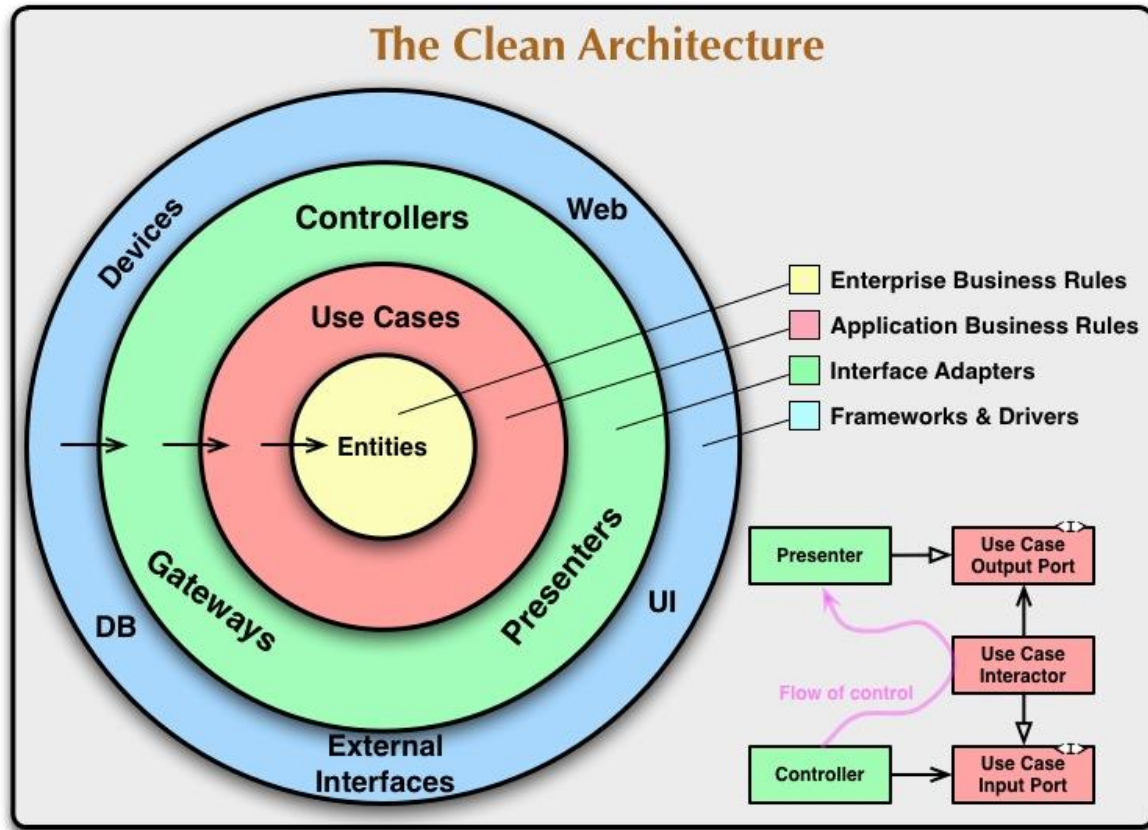 The Clean Architecture
Devices
Web
Controllers
Use Cases
Entities
Gateways
Presenters
DB
UI
External
Interfaces
Enterprise Business Rules
Application Business Rules
Interface Adapters
Frameworks & Drivers
Presenter
<I>
Use Case
Output Port
Use Case
Interactor
Flow of control
Controller
<I>
Use Case
Input Port